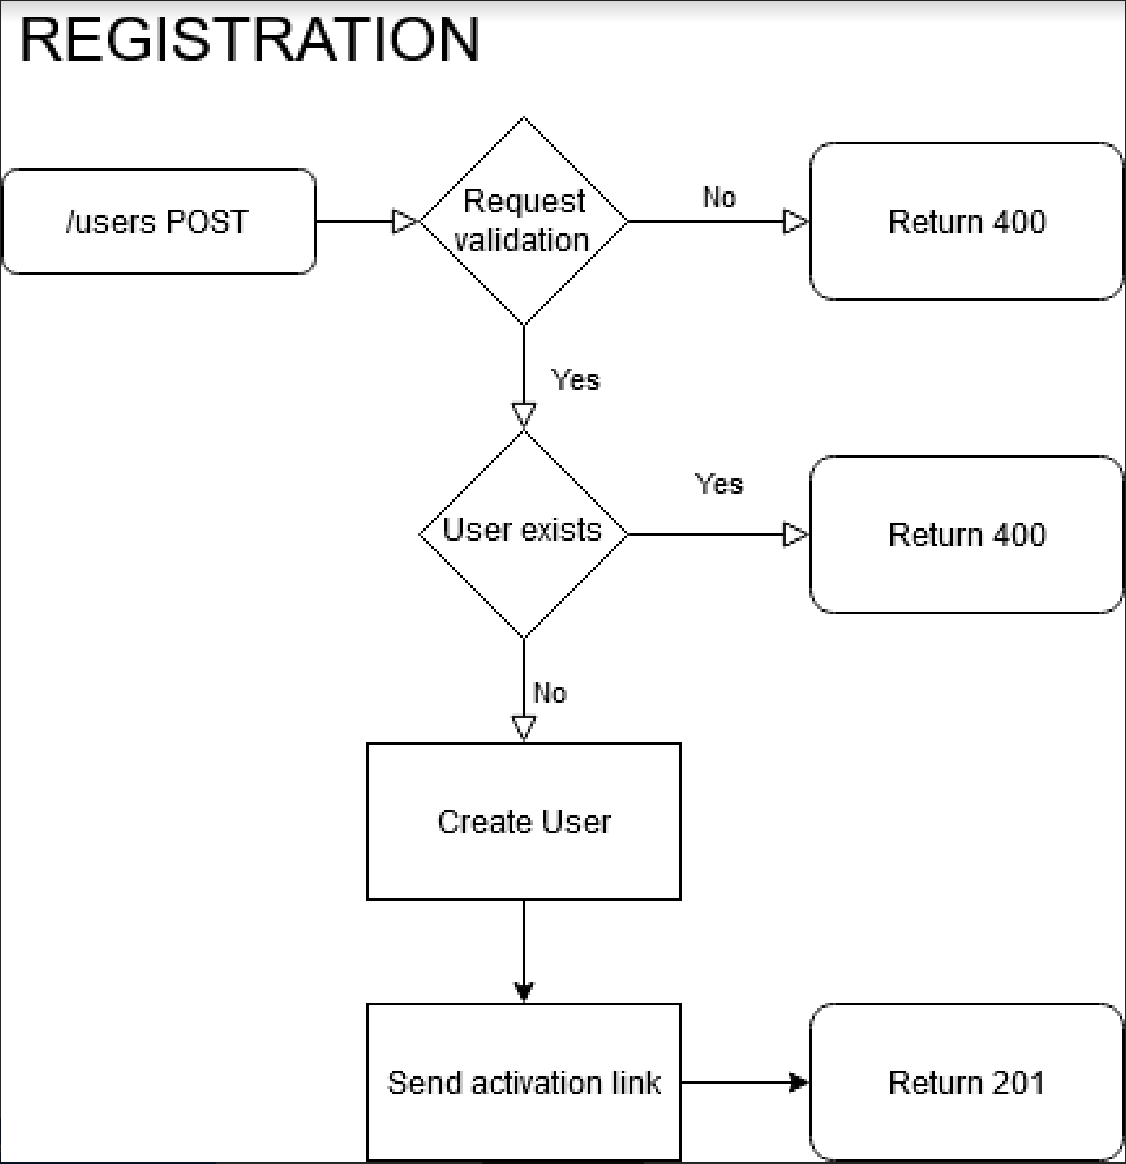 REGISTRATION
/users POST
Request
validation
No
Return 400
Yes
User exists
Yes
Return 400
No
Create User
Send activation link
Return 201